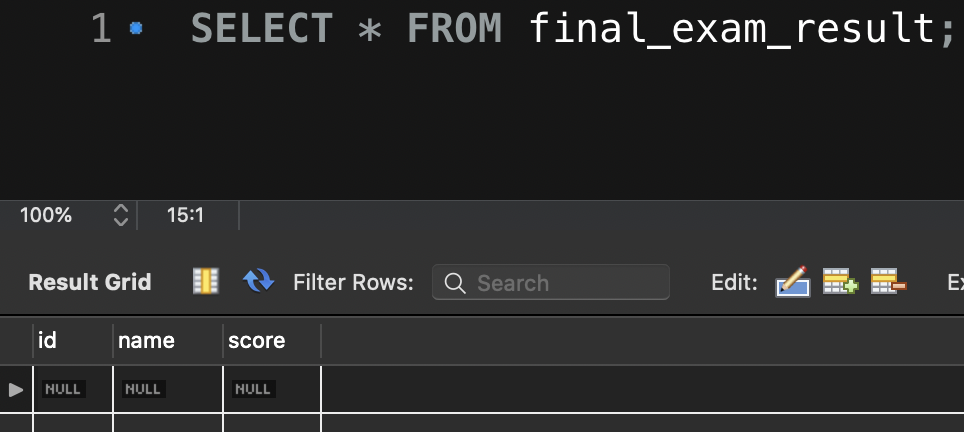 1 SELECT * FROM final_exam_result;
100% 15:1
Result Grid Filter Rows: Search Edit: Ex
id name score
NULL NULL NULL